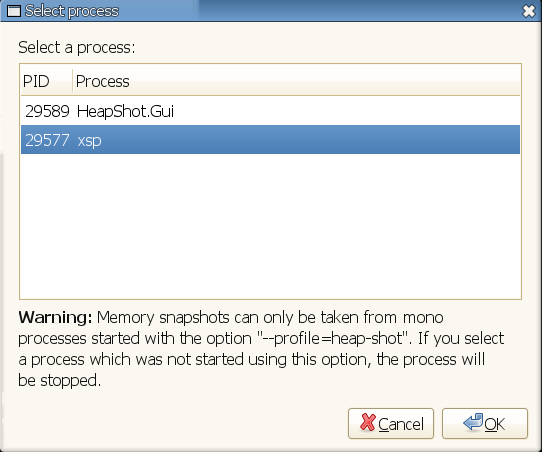 Select process
Select a process:
PID Process
29589 HeapShot.Gui
29577 xsp
Warning: Memory snapshots can only be taken from mono
processes started with the option "--profile=heap-shot". If you select
a process which was not started using this option, the process will
be stopped.
Cancel OK